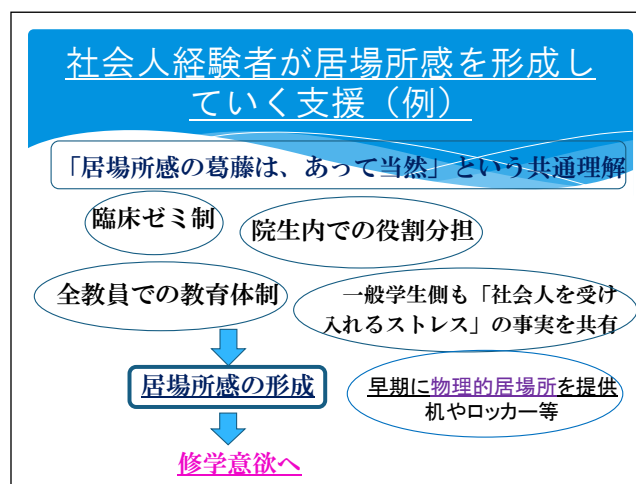 社会人経験者が居場所感を形成し
ていく支援（例）
「居場所感の葛藤は、あって当然」という共通理解
臨床ゼミ制
院生内での役割分担
全教員での教育体制
一般学生側も「社会人を受け
入れるストレス」の事実を共有
居場所感の形成
早期に物理的居場所を提供
机やロッカー等
修学意欲へ